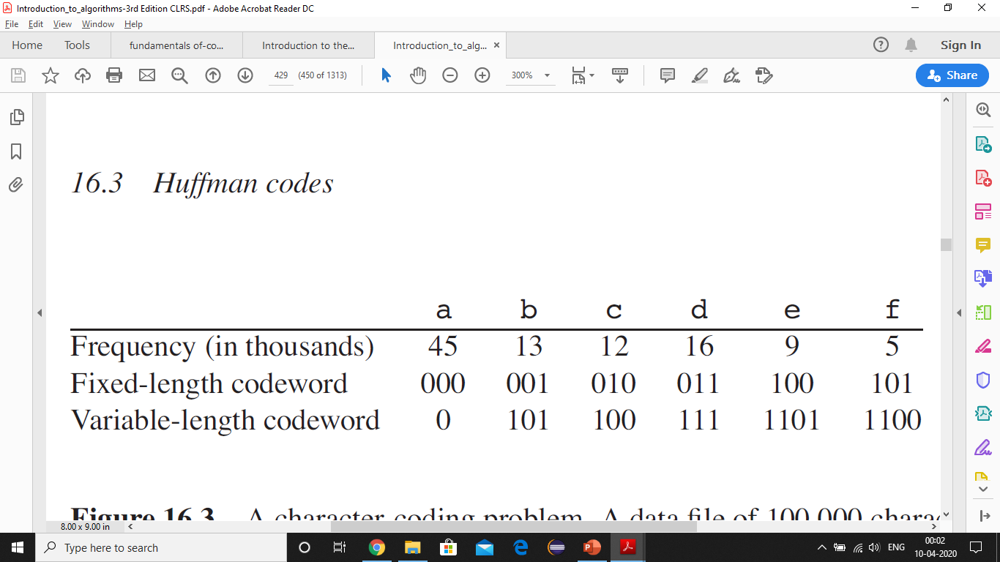 Introduction_to_algorithms-3rd Edition CLRS.pdf - Adobe Acrobat Reader DC
File Edit View Window Help
Home Tools fundamentals of-co... Introduction to the... Introduction_to_alg... × Sign In
429 (450 of 1313) 300% Share
16.3 Huffman codes
a b c d e f
Frequency (in thousands) 45 13 12 16 9 5
Fixed-length codeword 000 001 010 011 100 101
Variable-length codeword 0 101 100 111 1101 1100
Figure 16.3 A character-coding problem. A data file of 100,000 charac
8.00 x 9.00 in
Type here to search ENG 00:02
10-04-2020